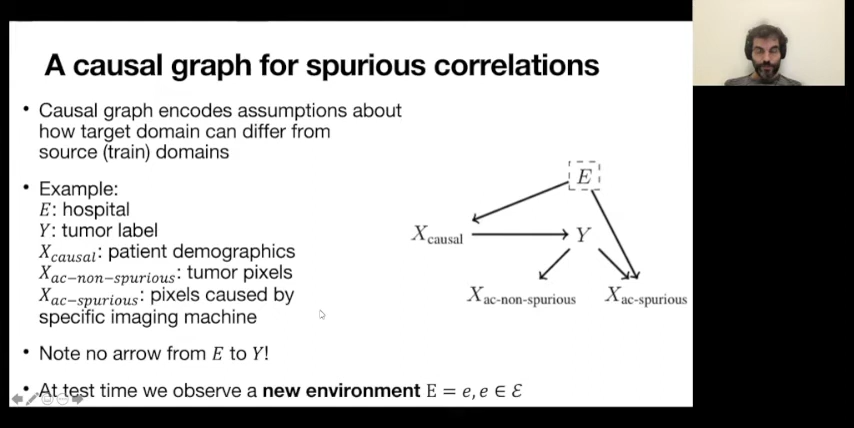 A causal graph for spurious correlations
• Causal graph encodes assumptions about
how target domain can differ from
source (train) domains
• Example:
E: hospital
Y: tumor label
X_causal: patient demographics
X_ac-non-spurious: tumor pixels
X_ac-spurious: pixels caused by
specific imaging machine
• Note no arrow from E to Y!
• At test time we observe a new environment E = e, e ∈ ℰ
E
X_causal
Y
X_ac-non-spurious
X_ac-spurious